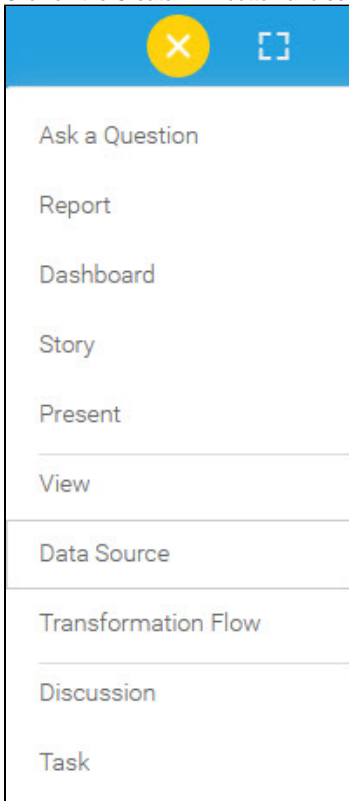 Ask a Question
Report
Dashboard
Story
Present
View
Data Source
Transformation Flow
Discussion
Task